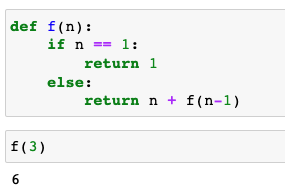 def f(n):
    if n == 1:
        return 1
    else:
        return n + f(n-1)
f(3)
6